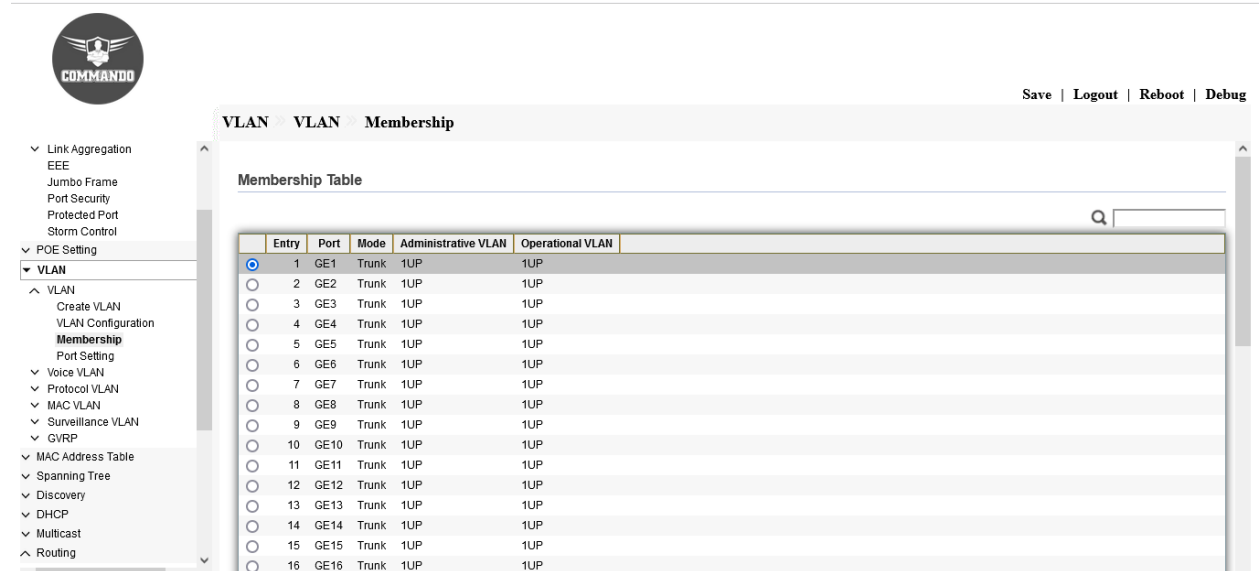 COMMANDO
Save | Logout | Reboot | Debug
VLAN » VLAN » Membership
Link Aggregation
EEE
Jumbo Frame
Port Security
Protected Port
Storm Control
POE Setting
VLAN
VLAN
Create VLAN
VLAN Configuration
Membership
Port Setting
Voice VLAN
Protocol VLAN
MAC VLAN
Surveillance VLAN
GVRP
MAC Address Table
Spanning Tree
Discovery
DHCP
Multicast
Routing
Membership Table
Entry Port Mode Administrative VLAN Operational VLAN
1 GE1 Trunk 1UP 1UP
2 GE2 Trunk 1UP 1UP
3 GE3 Trunk 1UP 1UP
4 GE4 Trunk 1UP 1UP
5 GE5 Trunk 1UP 1UP
6 GE6 Trunk 1UP 1UP
7 GE7 Trunk 1UP 1UP
8 GE8 Trunk 1UP 1UP
9 GE9 Trunk 1UP 1UP
10 GE10 Trunk 1UP 1UP
11 GE11 Trunk 1UP 1UP
12 GE12 Trunk 1UP 1UP
13 GE13 Trunk 1UP 1UP
14 GE14 Trunk 1UP 1UP
15 GE15 Trunk 1UP 1UP
16 GE16 Trunk 1UP 1UP